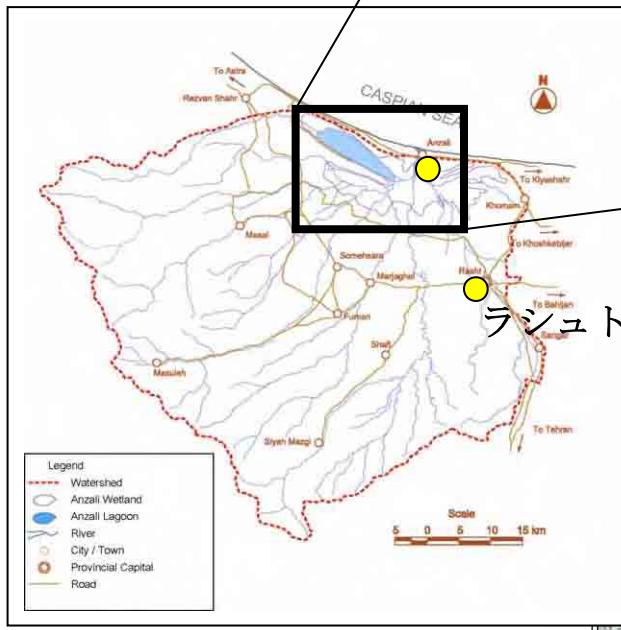 To Astra
Rezvan Shahr
CASPIAN SEA
N
Anzali
To Kiyashahr
Khomam
To Khoshkebijar
Masal
Somehsara
Marjaghal
Rasht
To Bahijan
ラシュト
Fuman
Sangar
Shaft
Masuleh
To Tehran
Siyah Mazgi
Legend
Watershed
Anzali Wetland
Anzali Lagoon
River
City / Town
Provincial Capital
Road
Scale
5 0 5 10 15 km